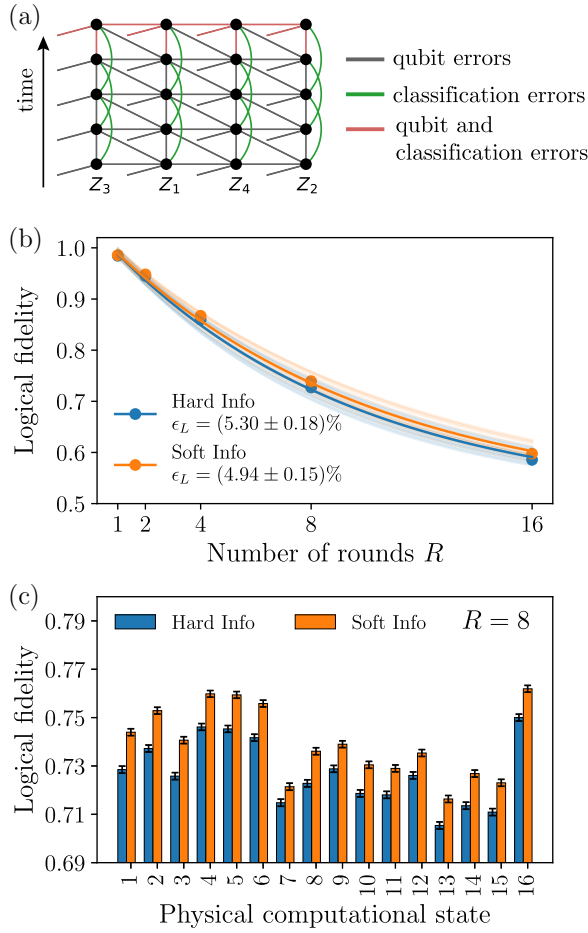 (a)
time
Z₃ Z₁ Z₄ Z₂
qubit errors
classification errors
qubit and
classification errors
(b)
Logical fidelity
1.0
0.9
0.8
0.7
0.6
0.5
Hard Info
ϵ_L = (5.30 ± 0.18)%
Soft Info
ϵ_L = (4.94 ± 0.15)%
1 2 4 8 16
Number of rounds R
(c)
Logical fidelity
0.79
0.77
0.75
0.73
0.71
0.69
Hard Info Soft Info R = 8
1 2 3 4 5 6 7 8 9 10 11 12 13 14 15 16
Physical computational state